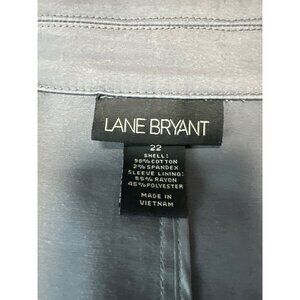 LANE BRYANT
22
SHELL:
98% COTTON
2% SPANDEX
SLEEVE LINING:
55% RAYON
45% POLYESTER
MADE IN
VIETNAM